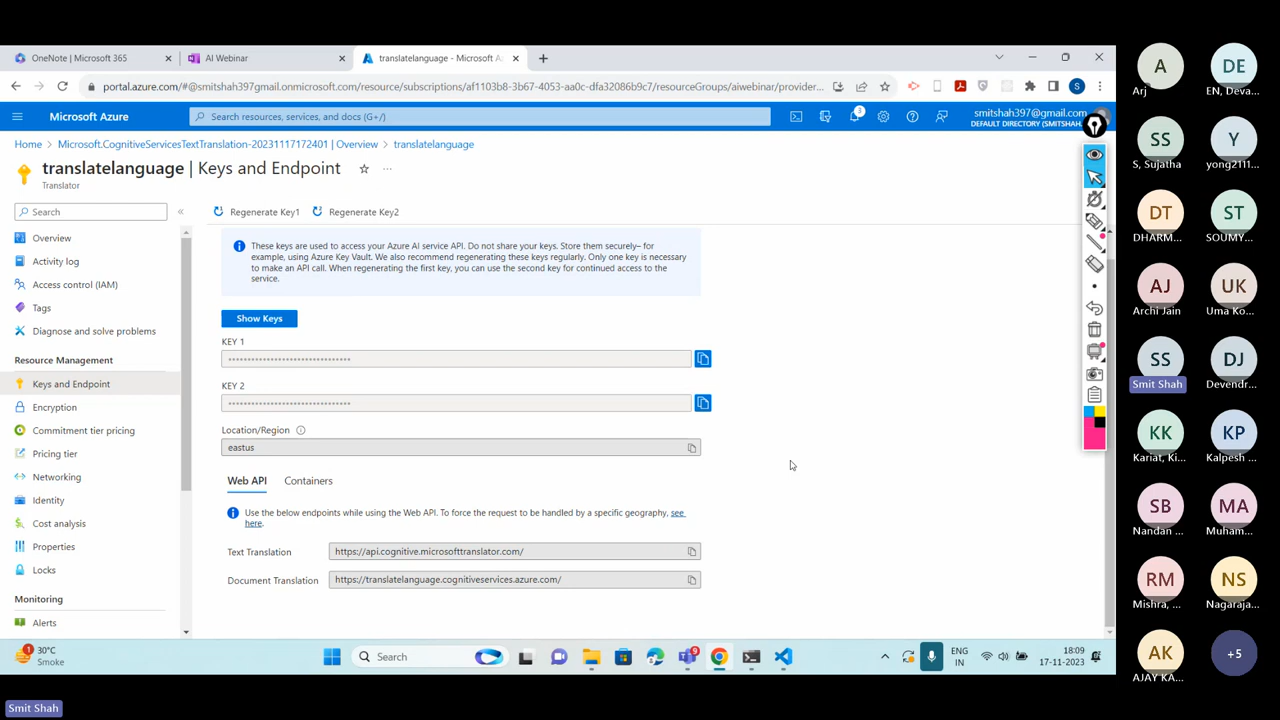 OneNote | Microsoft 365
AI Webinar
translatelanguage - Microsoft A
portal.azure.com/#@smitshah397gmail.onmicrosoft.com/resource/subscriptions/af1103b8-3b67-4053-aa0c-dfa32086b9c7/resourceGroups/aiwebinar/provider...
Microsoft Azure
Search resources, services, and docs (G+/)
3
smitshah397@gmail.com
DEFAULT DIRECTORY (SMITSHAH...
Home > Microsoft.CognitiveServicesTextTranslation-20231117172401 | Overview > translatelanguage
translatelanguage | Keys and Endpoint
Translator
Search
Regenerate Key1
Regenerate Key2
Overview
Activity log
Access control (IAM)
Tags
Diagnose and solve problems
Resource Management
Keys and Endpoint
Encryption
Commitment tier pricing
Pricing tier
Networking
Identity
Cost analysis
Properties
Locks
Monitoring
Alerts
These keys are used to access your Azure AI service API. Do not share your keys. Store them securely– for
example, using Azure Key Vault. We also recommend regenerating these keys regularly. Only one key is necessary
to make an API call. When regenerating the first key, you can use the second key for continued access to the
service.
Show Keys
KEY 1
KEY 2
Location/Region
eastus
Web API
Containers
Use the below endpoints while using the Web API. To force the request to be handled by a specific geography, see
here.
Text Translation
https://api.cognitive.microsofttranslator.com/
Document Translation
https://translatelanguage.cognitiveservices.azure.com/
1
30°C
Smoke
Search
9
ENG
IN
18:09
17-11-2023
Smit Shah
A
Arj
DE
EN, Deva...
SS
S, Sujatha
Y
yong2111...
DT
DHARM...
ST
SOUMY...
AJ
Archi Jain
UK
Uma Ko...
SS
Smit Shah
DJ
Devendr...
KK
Kariat, Ki...
KP
Kalpesh ...
SB
Nandan ...
MA
Muham...
RM
Mishra, ...
NS
Nagaraja...
AK
AJAY KA...
+5